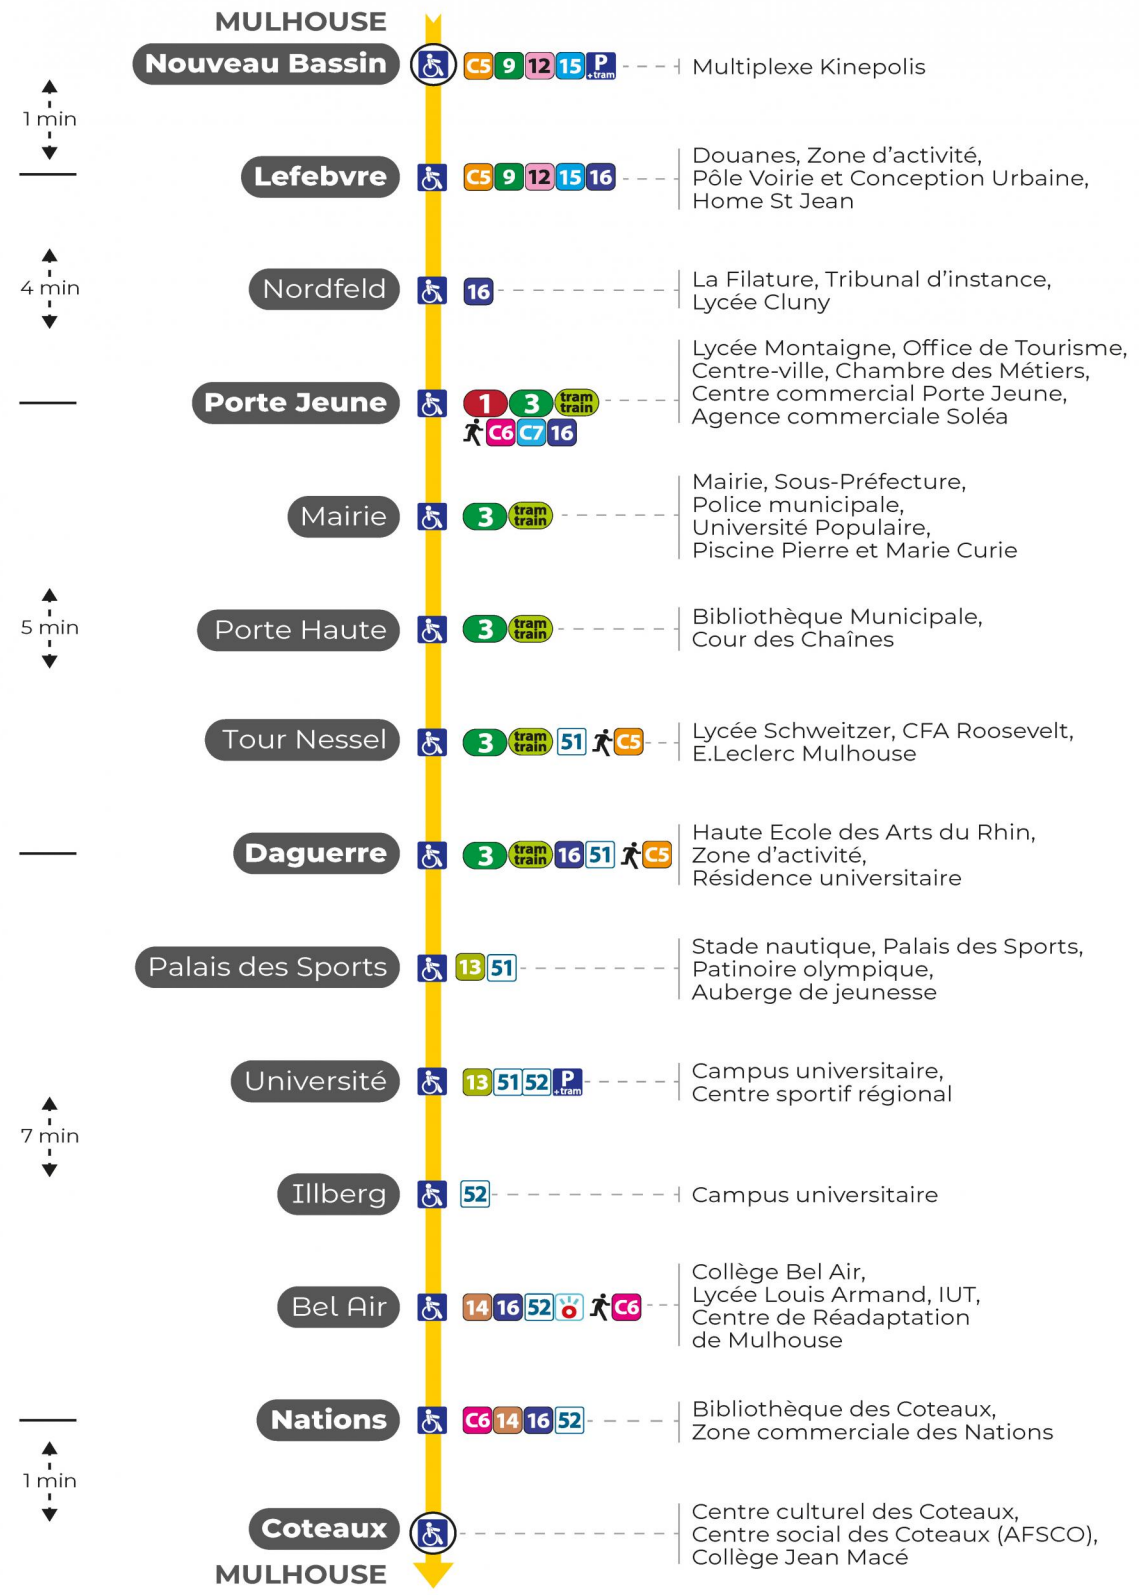 MULHOUSE
Nouveau Bassin
C5 9 12 15 P +tram
Multiplexe Kinepolis
1 min
Lefebvre
C5 9 12 15 16
Douanes, Zone d'activité,
Pôle Voirie et Conception Urbaine,
Home St Jean
4 min
Nordfeld
16
La Filature, Tribunal d'instance,
Lycée Cluny
Porte Jeune
1 3 tram train
C6 C7 16
Lycée Montaigne, Office de Tourisme,
Centre-ville, Chambre des Métiers,
Centre commercial Porte Jeune,
Agence commerciale Soléa
Mairie
3 tram train
Mairie, Sous-Préfecture,
Police municipale,
Université Populaire,
Piscine Pierre et Marie Curie
5 min
Porte Haute
3 tram train
Bibliothèque Municipale,
Cour des Chaînes
Tour Nessel
3 tram train 51 C5
Lycée Schweitzer, CFA Roosevelt,
E.Leclerc Mulhouse
Daguerre
3 tram train 16 51 C5
Haute Ecole des Arts du Rhin,
Zone d'activité,
Résidence universitaire
Palais des Sports
13 51
Stade nautique, Palais des Sports,
Patinoire olympique,
Auberge de jeunesse
Université
13 51 52 P +tram
Campus universitaire,
Centre sportif régional
7 min
Illberg
52
Campus universitaire
Bel Air
14 16 52 C6
Collège Bel Air,
Lycée Louis Armand, IUT,
Centre de Réadaptation
de Mulhouse
Nations
C6 14 16 52
Bibliothèque des Coteaux,
Zone commerciale des Nations
1 min
Coteaux
Centre culturel des Coteaux,
Centre social des Coteaux (AFSCO),
Collège Jean Macé
MULHOUSE